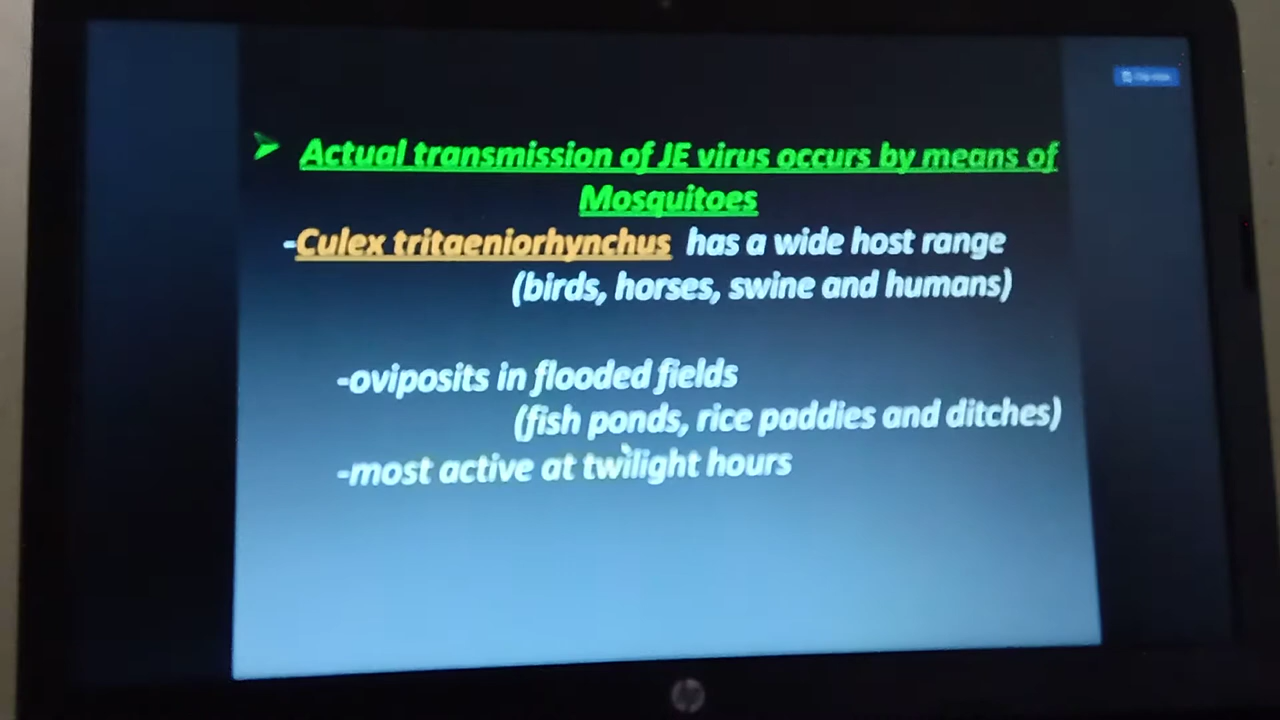 ➢ Actual transmission of JE virus occurs by means of
Mosquitoes
-Culex tritaeniorhynchus has a wide host range
(birds, horses, swine and humans)
-oviposits in flooded fields
(fish ponds, rice paddies and ditches)
-most active at twilight hours
hp